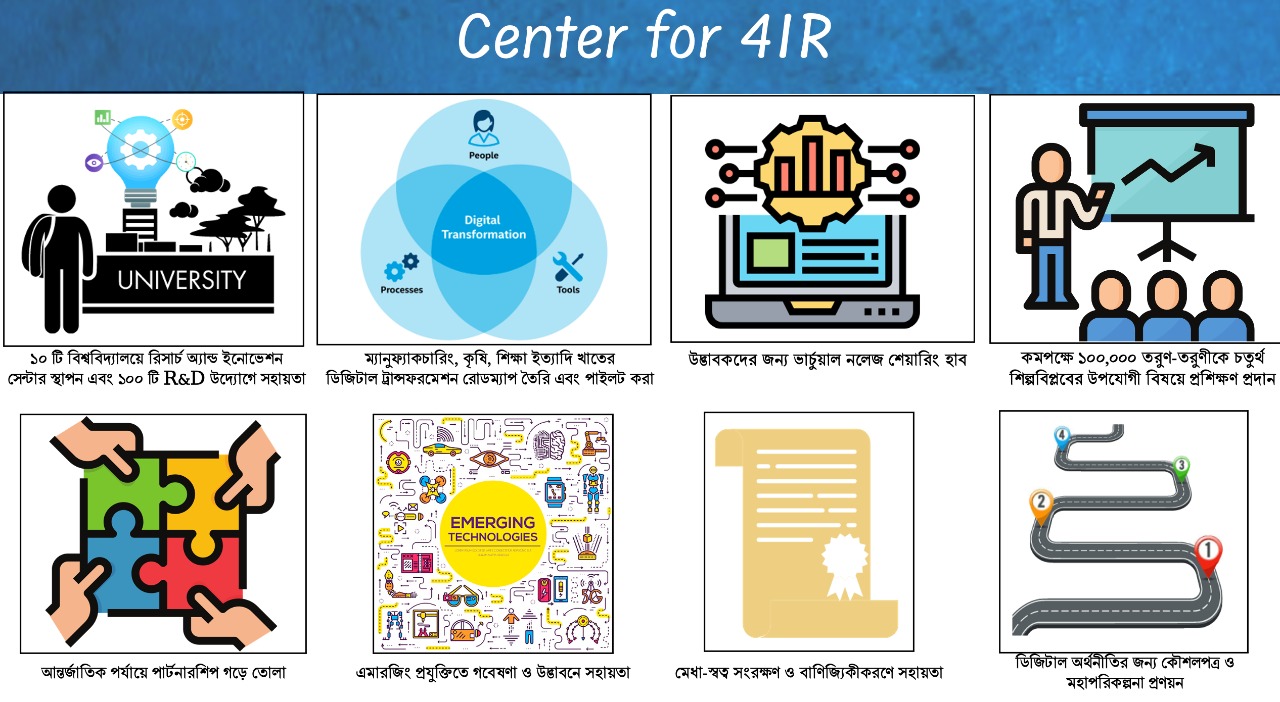 Center for 4IR
People
Digital
Transformation
Processes
Tools
UNIVERSITY
১০ টি বিশ্ববিদ্যালয়ে রিসার্চ অ্যান্ড ইনোভেশন
সেন্টার স্থাপন এবং ১০০ টি R&D উদ্যোগে সহায়তা
ম্যানুফ্যাকচারিং, কৃষি, শিক্ষা ইত্যাদি খাতের
ডিজিটাল ট্রান্সফরমেশন রোডম্যাপ তৈরি এবং পাইলট করা
উদ্ভাবকদের জন্য ভার্চুয়াল নলেজ শেয়ারিং হাব
কমপক্ষে ১০০,০০০ তরুণ-তরুণীকে চতুর্থ
শিল্পবিপ্লবের উপযোগী বিষয়ে প্রশিক্ষণ প্রদান
আন্তর্জাতিক পর্যায়ে পার্টনারশিপ গড়ে তোলা
EMERGING
TECHNOLOGIES
5G
এমারজিং প্রযুক্তিতে গবেষণা ও উদ্ভাবনে সহায়তা
মেধা-স্বত্ব সংরক্ষণ ও বাণিজ্যিকীকরণে সহায়তা
4
3
2
1
ডিজিটাল অর্থনীতির জন্য কৌশলপত্র ও
মহাপরিকল্পনা প্রণয়ন